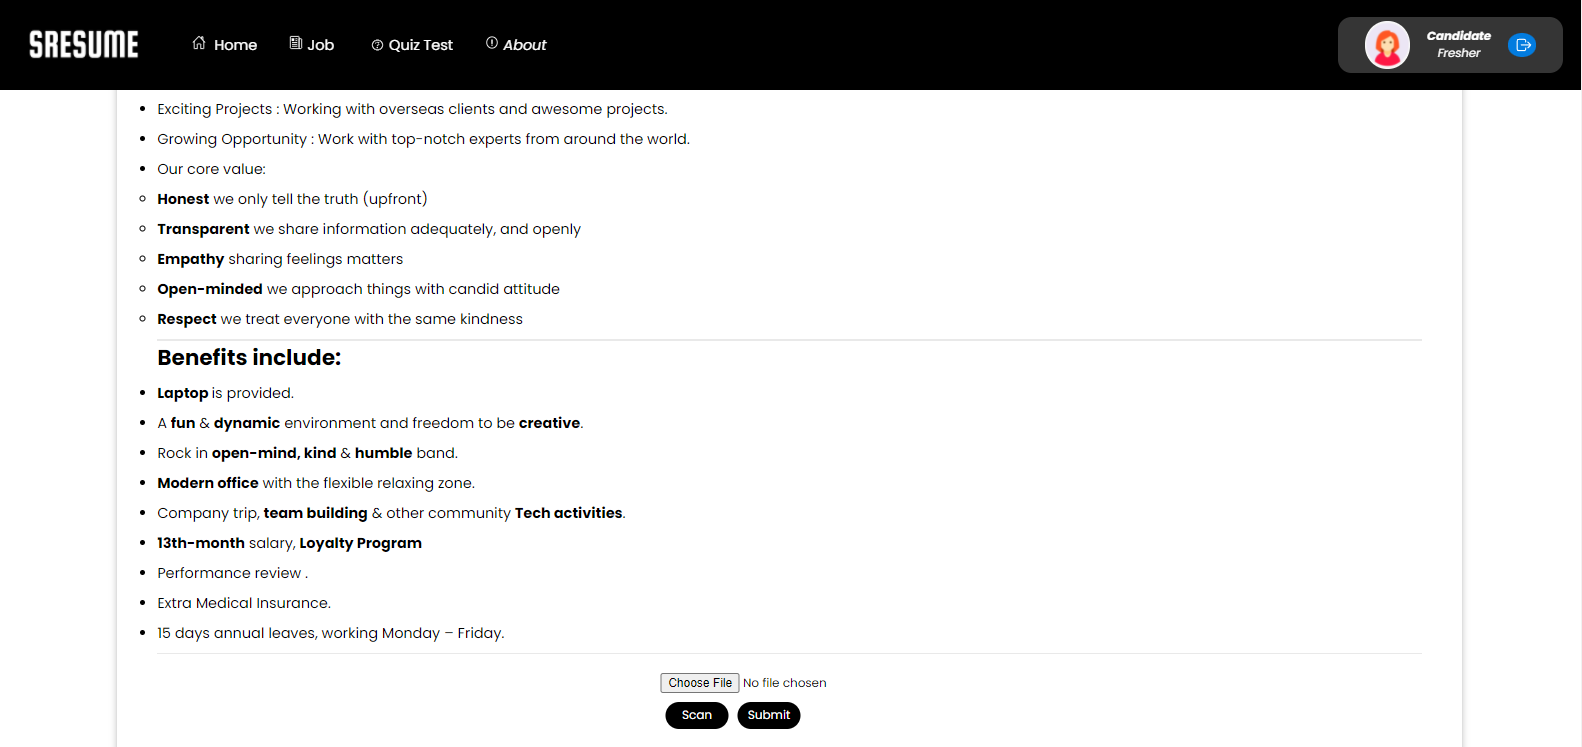 SRESUME
Home
Job
Quiz Test
About
Candidate
Fresher
Exciting Projects : Working with overseas clients and awesome projects.
Growing Opportunity : Work with top-notch experts from around the world.
Our core value:
Honest we only tell the truth (upfront)
Transparent we share information adequately, and openly
Empathy sharing feelings matters
Open-minded we approach things with candid attitude
Respect we treat everyone with the same kindness
Benefits include:
Laptop is provided.
A fun & dynamic environment and freedom to be creative.
Rock in open-mind, kind & humble band.
Modern office with the flexible relaxing zone.
Company trip, team building & other community Tech activities.
13th-month salary, Loyalty Program
Performance review .
Extra Medical Insurance.
15 days annual leaves, working Monday – Friday.
Choose File No file chosen
Scan
Submit